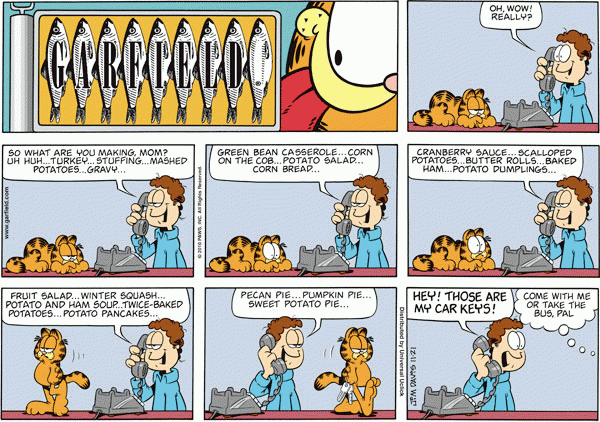 GARFIELD®
OH, WOW!
REALLY?
SO WHAT ARE YOU MAKING, MOM?
UH HUH...TURKEY...STUFFING...MASHED
POTATOES...GRAVY...
www.garfield.com
© 2010 PAWS, INC. All Rights Reserved.
GREEN BEAN CASSEROLE...CORN
ON THE COB...POTATO SALAD...
CORN BREAD...
CRANBERRY SAUCE...SCALLOPED
POTATOES...BUTTER ROLLS...BAKED
HAM...POTATO DUMPLINGS...
FRUIT SALAD...WINTER SQUASH...
POTATO AND HAM SOUP..TWICE-BAKED
POTATOES...POTATO PANCAKES...
PECAN PIE...PUMPKIN PIE...
SWEET POTATO PIE...
Distributed by Universal Uclick
JIM DAVIS 11·21
HEY! THOSE ARE
MY CAR KEYS!
COME WITH ME
OR TAKE THE
BUS, PAL